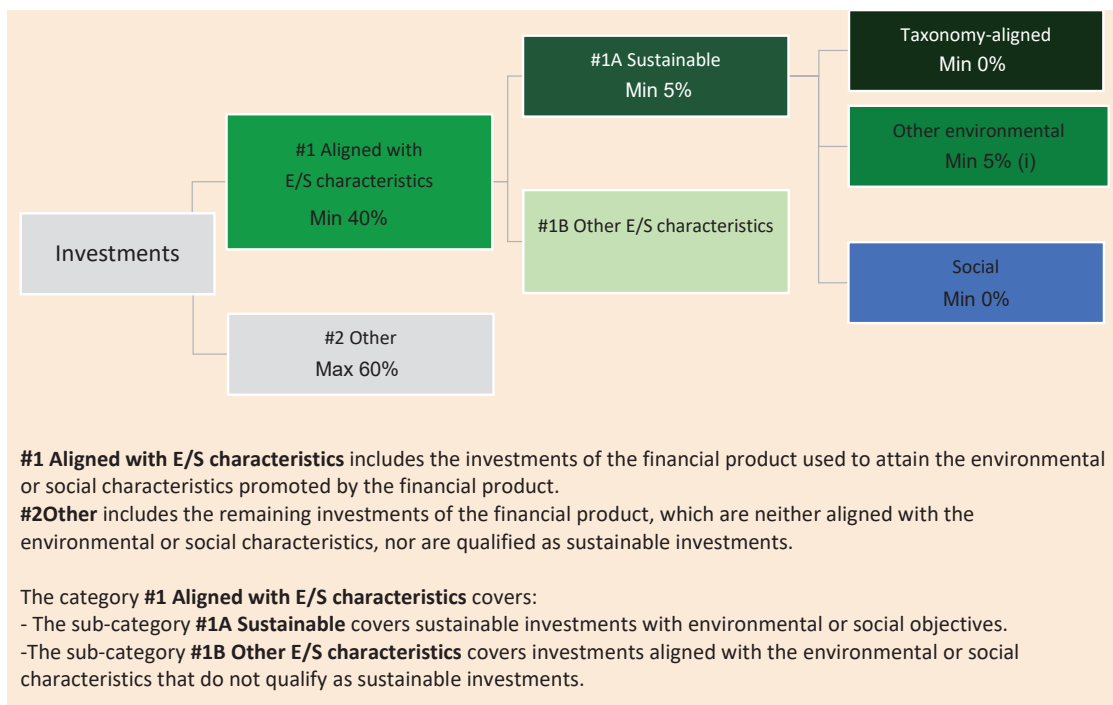 Investments
#1 Aligned with
E/S characteristics
Min 40%
#2 Other
Max 60%
#1A Sustainable
Min 5%
#1B Other E/S characteristics
Taxonomy-aligned
Min 0%
Other environmental
Min 5% (i)
Social
Min 0%
#1 Aligned with E/S characteristics includes the investments of the financial product used to attain the environmental
or social characteristics promoted by the financial product.
#2Other includes the remaining investments of the financial product, which are neither aligned with the
environmental or social characteristics, nor are qualified as sustainable investments.
The category #1 Aligned with E/S characteristics covers:
- The sub-category #1A Sustainable covers sustainable investments with environmental or social objectives.
-The sub-category #1B Other E/S characteristics covers investments aligned with the environmental or social
characteristics that do not qualify as sustainable investments.